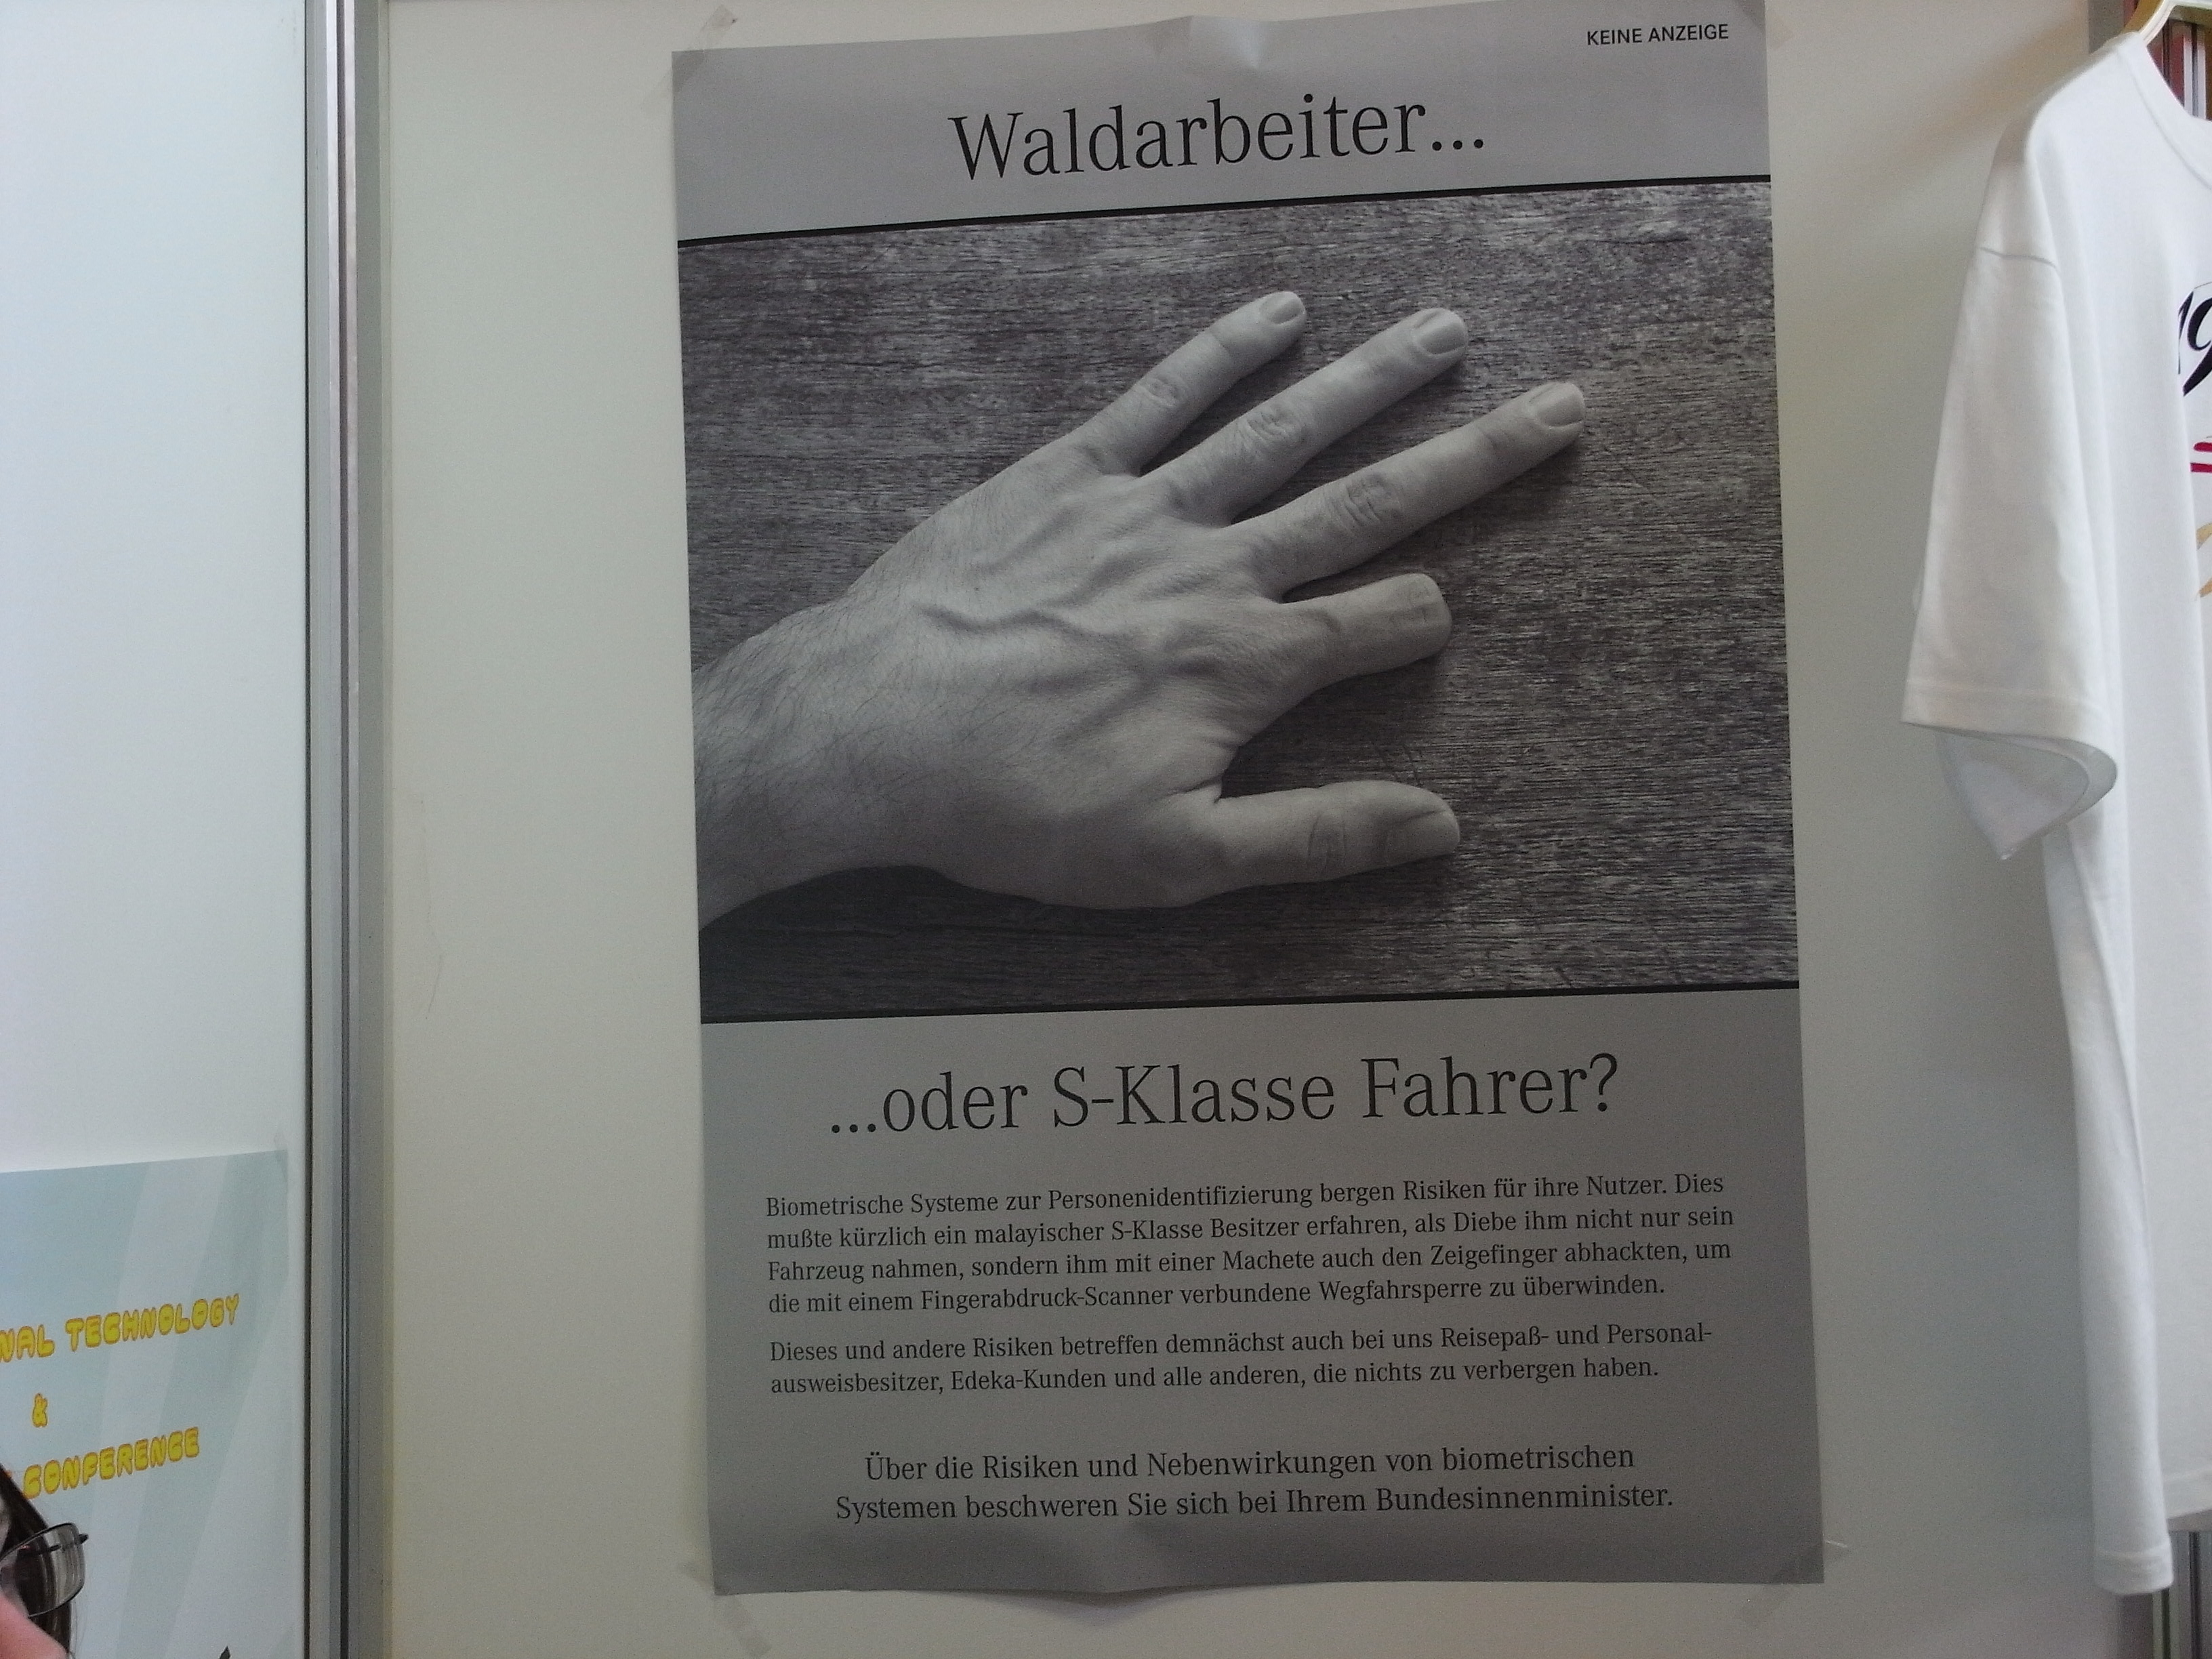 KEINE ANZEIGE
Waldarbeiter...
...oder S-Klasse Fahrer?
Biometrische Systeme zur Personenidentifizierung bergen Risiken für ihre Nutzer. Dies
mußte kürzlich ein malayischer S-Klasse Besitzer erfahren, als Diebe ihm nicht nur sein
Fahrzeug nahmen, sondern ihm mit einer Machete auch den Zeigefinger abhackten, um
die mit einem Fingerabdruck-Scanner verbundene Wegfahrsperre zu überwinden.
Dieses und andere Risiken betreffen demnächst auch bei uns Reisepaß- und Personal-
ausweisbesitzer, Edeka-Kunden und alle anderen, die nichts zu verbergen haben.
Über die Risiken und Nebenwirkungen von biometrischen
Systemen beschweren Sie sich bei Ihrem Bundesinnenminister.
TECHNOLOGY
&
CONFERENCE